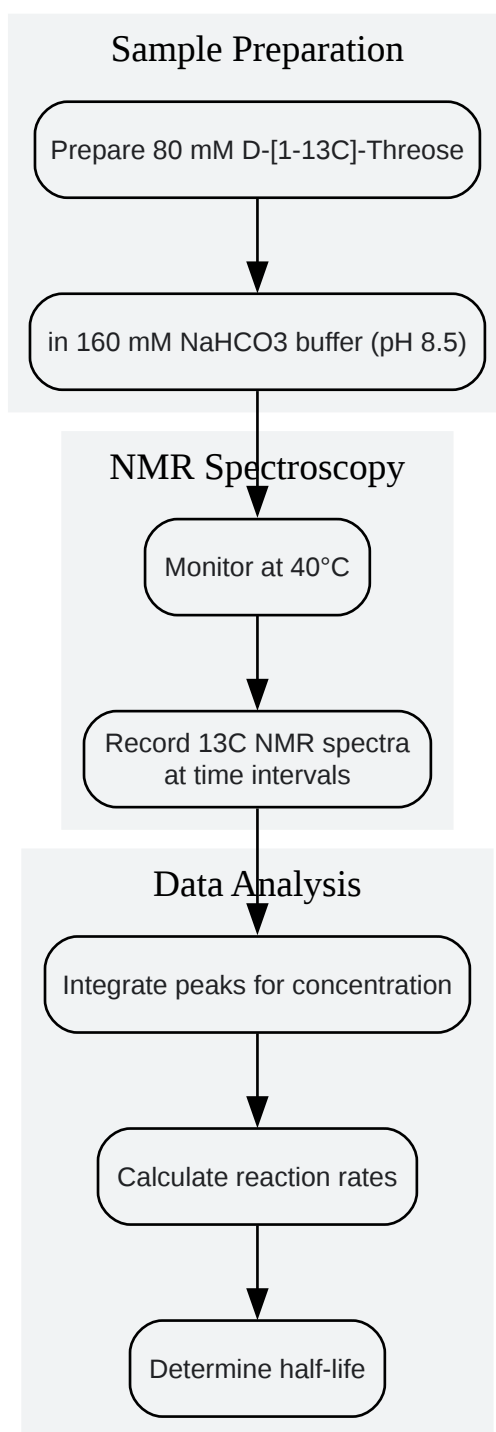 Sample Preparation
Prepare 80 mM D-[1-13C]-Threose
in 160 mM NaHCO3 buffer (pH 8.5)
NMR Spectroscopy
Monitor at 40°C
Record 13C NMR spectra
at time intervals
Data Analysis
Integrate peaks for concentration
Calculate reaction rates
Determine half-life